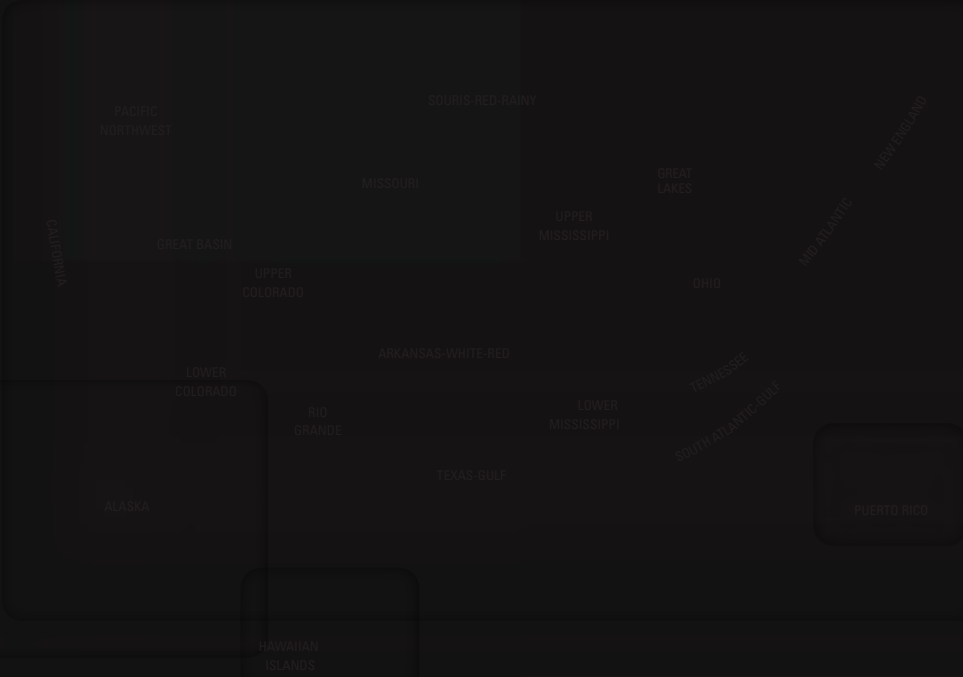 SOURIS-RED-RAINY
PACIFIC
NORTHWEST
NEW ENGLAND
GREAT
LAKES
MISSOURI
UPPER
MISSISSIPPI
MID ATLANTIC
CALIFORNIA
GREAT BASIN
UPPER
COLORADO
OHIO
ARKANSAS-WHITE-RED
TENNESSEE
LOWER
COLORADO
RIO
GRANDE
LOWER
MISSISSIPPI
SOUTH ATLANTIC-GULF
TEXAS-GULF
ALASKA
PUERTO RICO
HAWAIIAN
ISLANDS